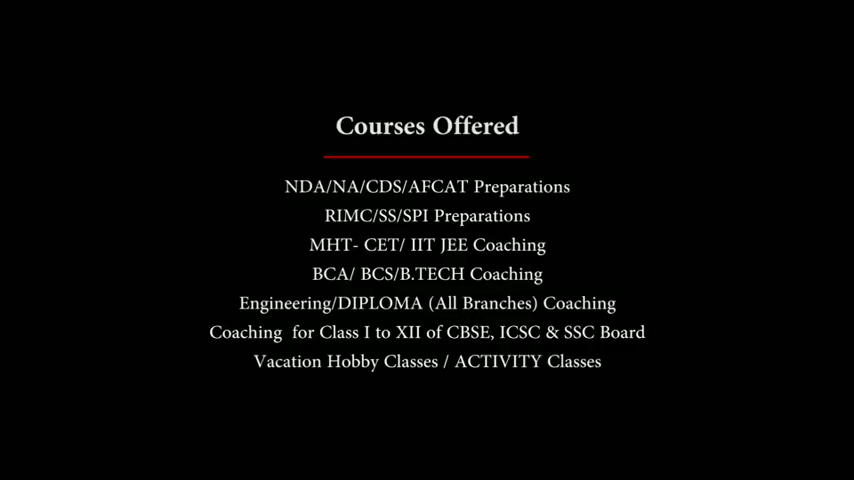 Courses Offered
NDA/NA/CDS/AFCAT Preparations
RIMC/SS/SPI Preparations
MHT- CET/ IIT JEE Coaching
BCA/ BCS/B.TECH Coaching
Engineering/DIPLOMA (All Branches) Coaching
Coaching  for Class I to XII of CBSE, ICSC & SSC Board
Vacation Hobby Classes / ACTIVITY Classes